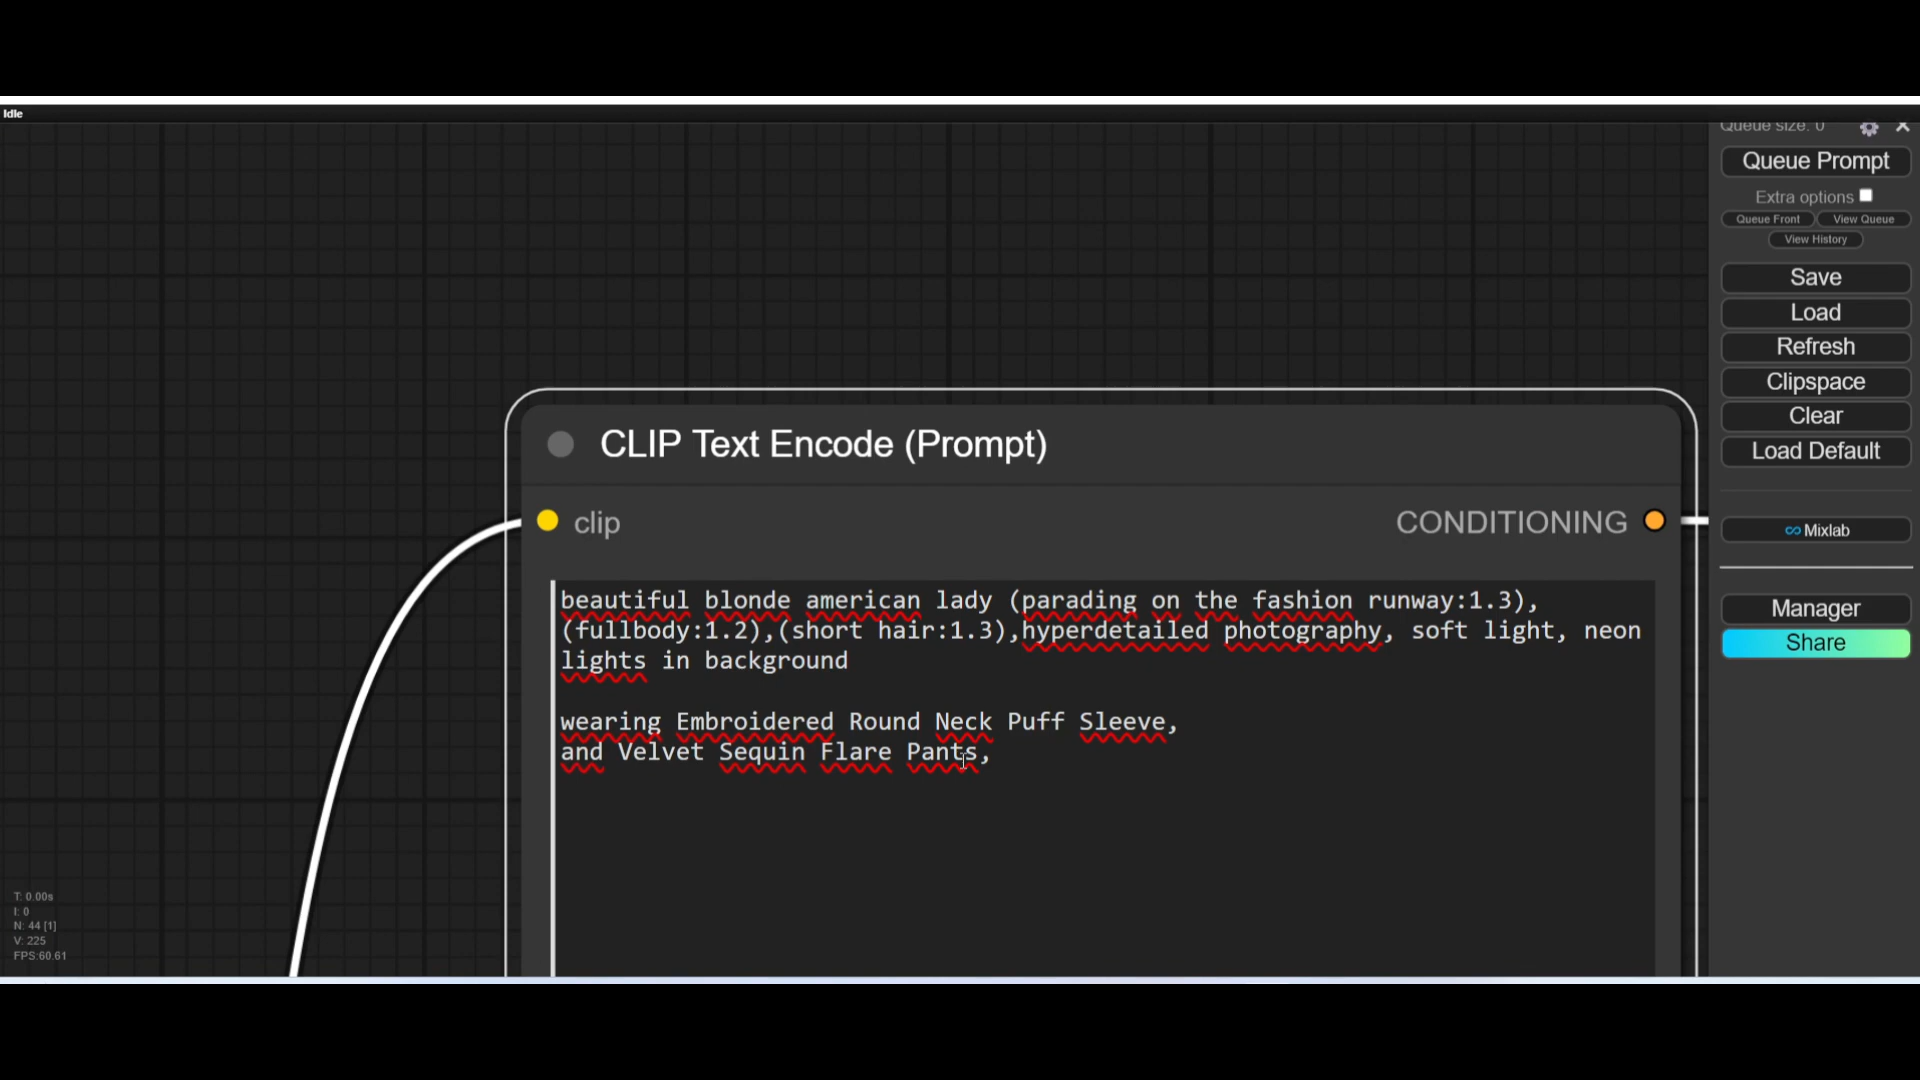 Idle
Queue size: 0
Queue Prompt
Extra options
Queue Front
View Queue
View History
Save
Load
Refresh
Clipspace
Clear
Load Default
Mixlab
Manager
Share
CLIP Text Encode (Prompt)
clip
CONDITIONING
beautiful blonde american lady (parading on the fashion runway:1.3),
(fullbody:1.2),(short hair:1.3),hyperdetailed photography, soft light, neon
lights in background
wearing Embroidered Round Neck Puff Sleeve,
and Velvet Sequin Flare Pants,
T: 0.00s
I: 0
N: 44 [1]
V: 225
FPS:60.61